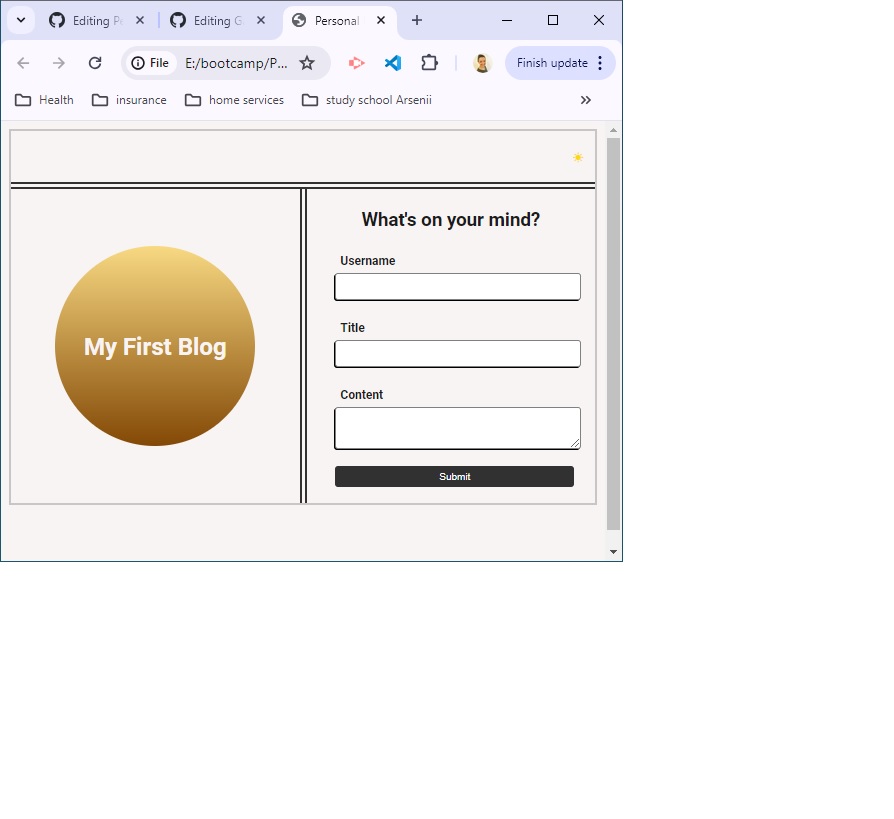 Editing P
Editing G
Personal
File
E:/bootcamp/P...
Finish update
Health
insurance
home services
study school Arsenii
What's on your mind?
Username
My First Blog
Title
Content
Submit